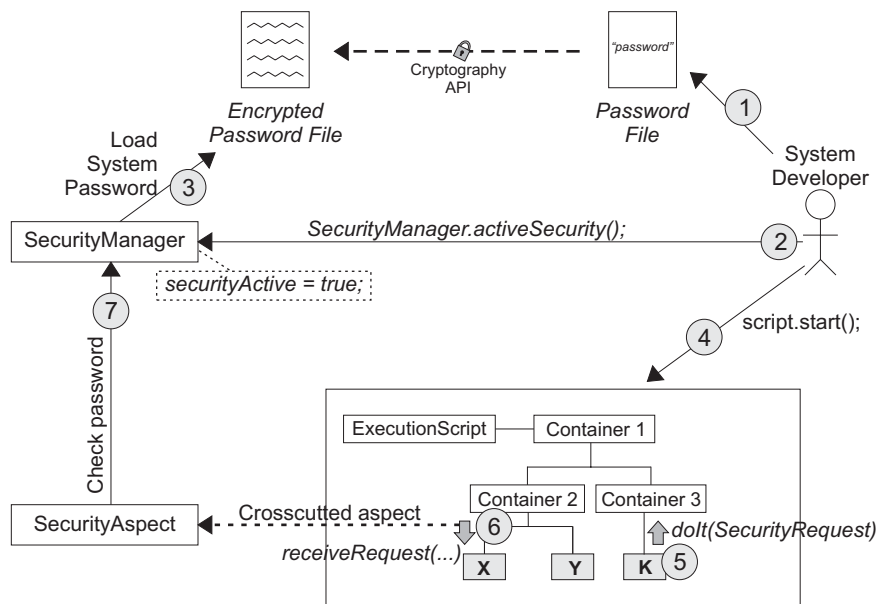 "password"
Cryptography
API
Encrypted
Password File
Password
File
1
Load
System
Password
3
System
Developer
SecurityManager
SecurityManager.activeSecurity();
2
securityActive = true;
7
script.start();
4
Check password
ExecutionScript
Container 1
Container 2
Container 3
SecurityAspect
Crosscutted aspect
6
doIt(SecurityRequest)
receiveRequest(...)
X
Y
K
5